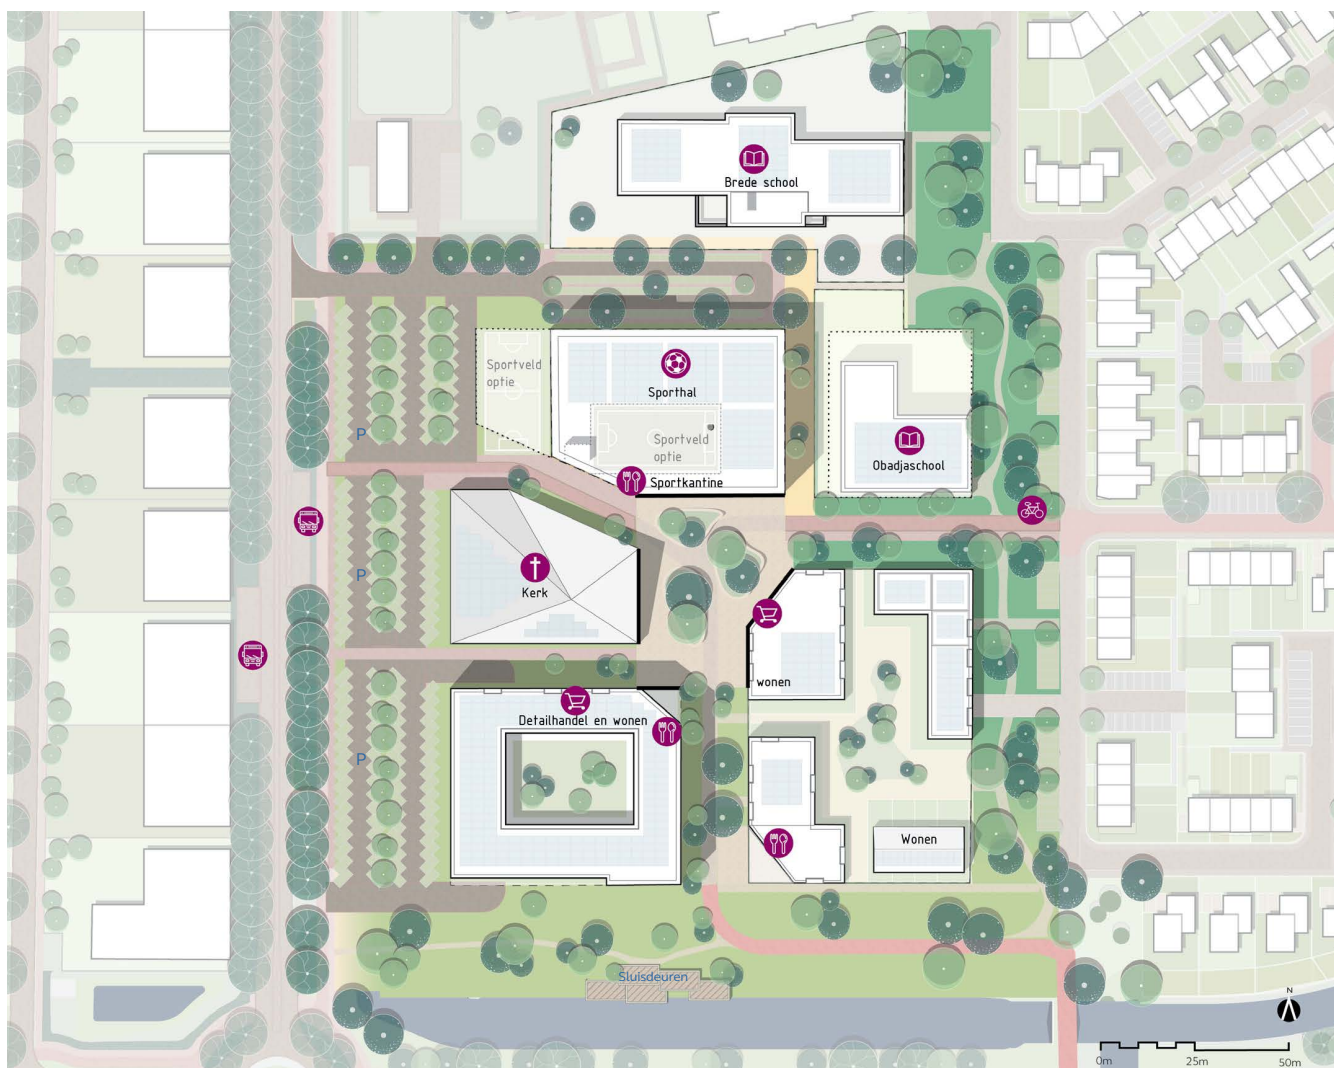 Brede school
Sportveld
optie
Sporthal
Sportveld
optie
P
Obadjaschool
Sportkantine
P
Kerk
wonen
Detailhandel en wonen
P
Wonen
Sluisdeuren
N
0m
25m
50m